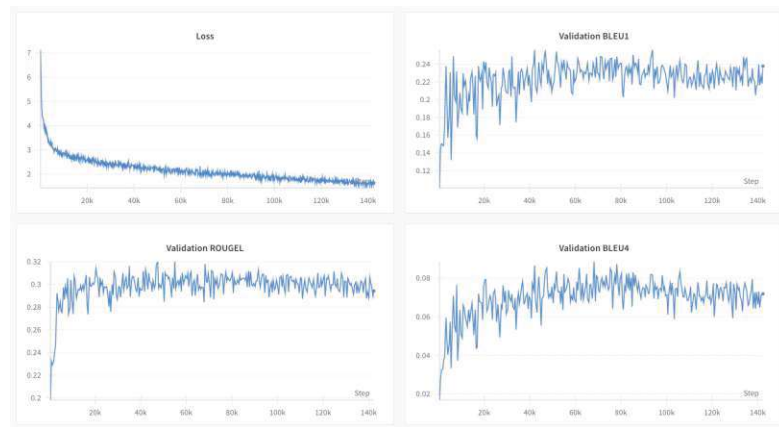 Loss
7
6
5
4
3
2
20k 40k 60k 80k 100k 120k 140k
Validation BLEU1
0.24
0.22
0.2
0.18
0.16
0.14
0.12
Step
20k 40k 60k 80k 100k 120k 140k
Validation ROUGEL
0.32
0.3
0.28
0.26
0.24
0.22
0.2
Step
20k 40k 60k 80k 100k 120k 140k
Validation BLEU4
0.08
0.06
0.04
0.02
Step
20k 40k 60k 80k 100k 120k 140k